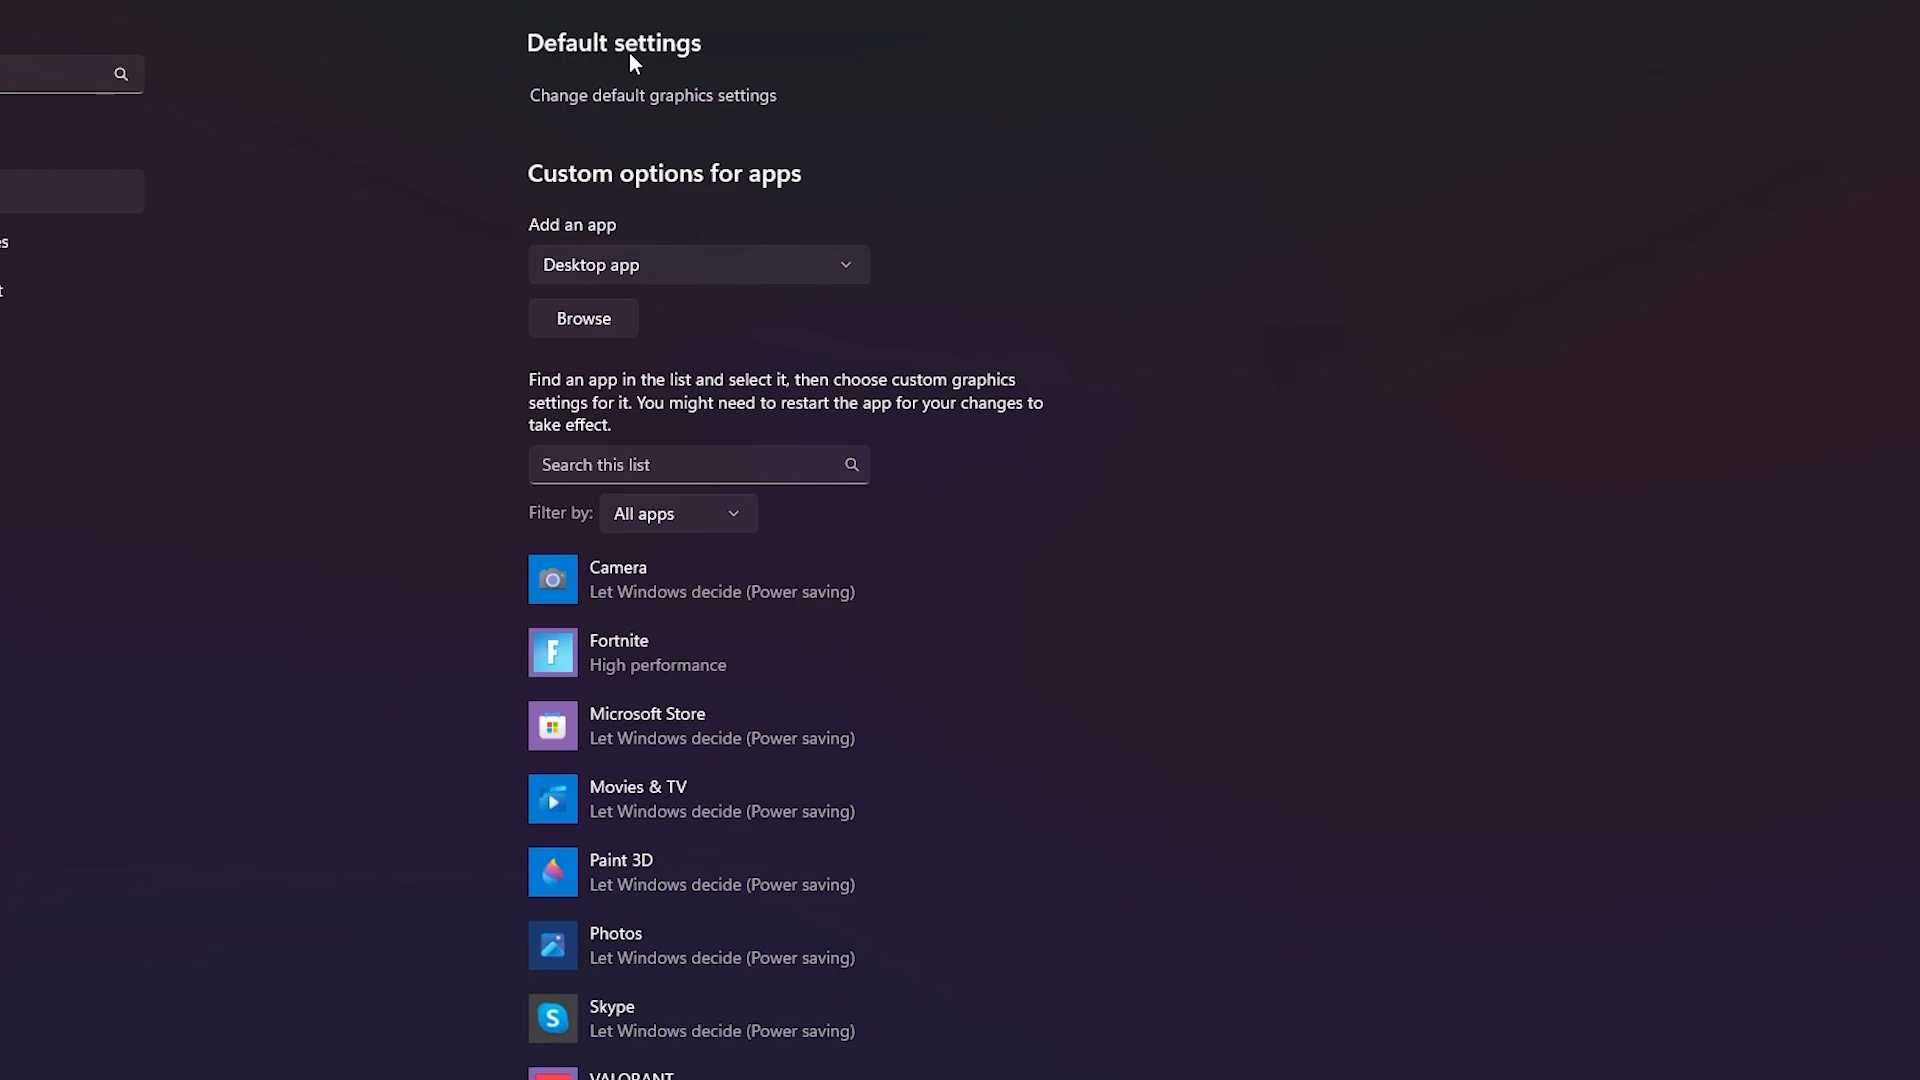 Default settings
Change default graphics settings
es
t
Custom options for apps
Add an app
Desktop app
Browse
Find an app in the list and select it, then choose custom graphics
settings for it. You might need to restart the app for your changes to
take effect.
Search this list
Filter by: All apps
Camera
Let Windows decide (Power saving)
F
Fortnite
High performance
Microsoft Store
Let Windows decide (Power saving)
Movies & TV
Let Windows decide (Power saving)
Paint 3D
Let Windows decide (Power saving)
Photos
Let Windows decide (Power saving)
S
Skype
Let Windows decide (Power saving)
VALORANT